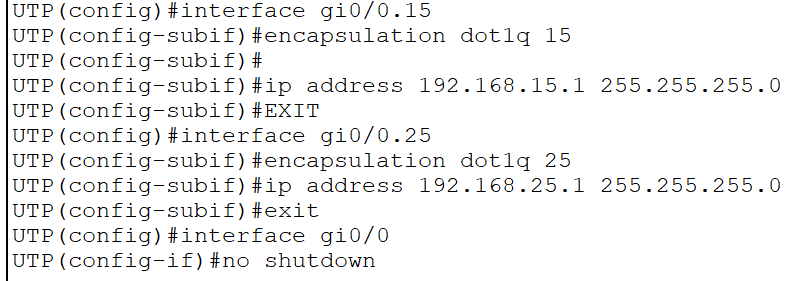 UTP(config)#interface gi0/0.15
UTP(config-subif)#encapsulation dot1q 15
UTP(config-subif)#
UTP(config-subif)#ip address 192.168.15.1 255.255.255.0
UTP(config-subif)#EXIT
UTP(config)#interface gi0/0.25
UTP(config-subif)#encapsulation dot1q 25
UTP(config-subif)#ip address 192.168.25.1 255.255.255.0
UTP(config-subif)#exit
UTP(config)#interface gi0/0
UTP(config-if)#no shutdown